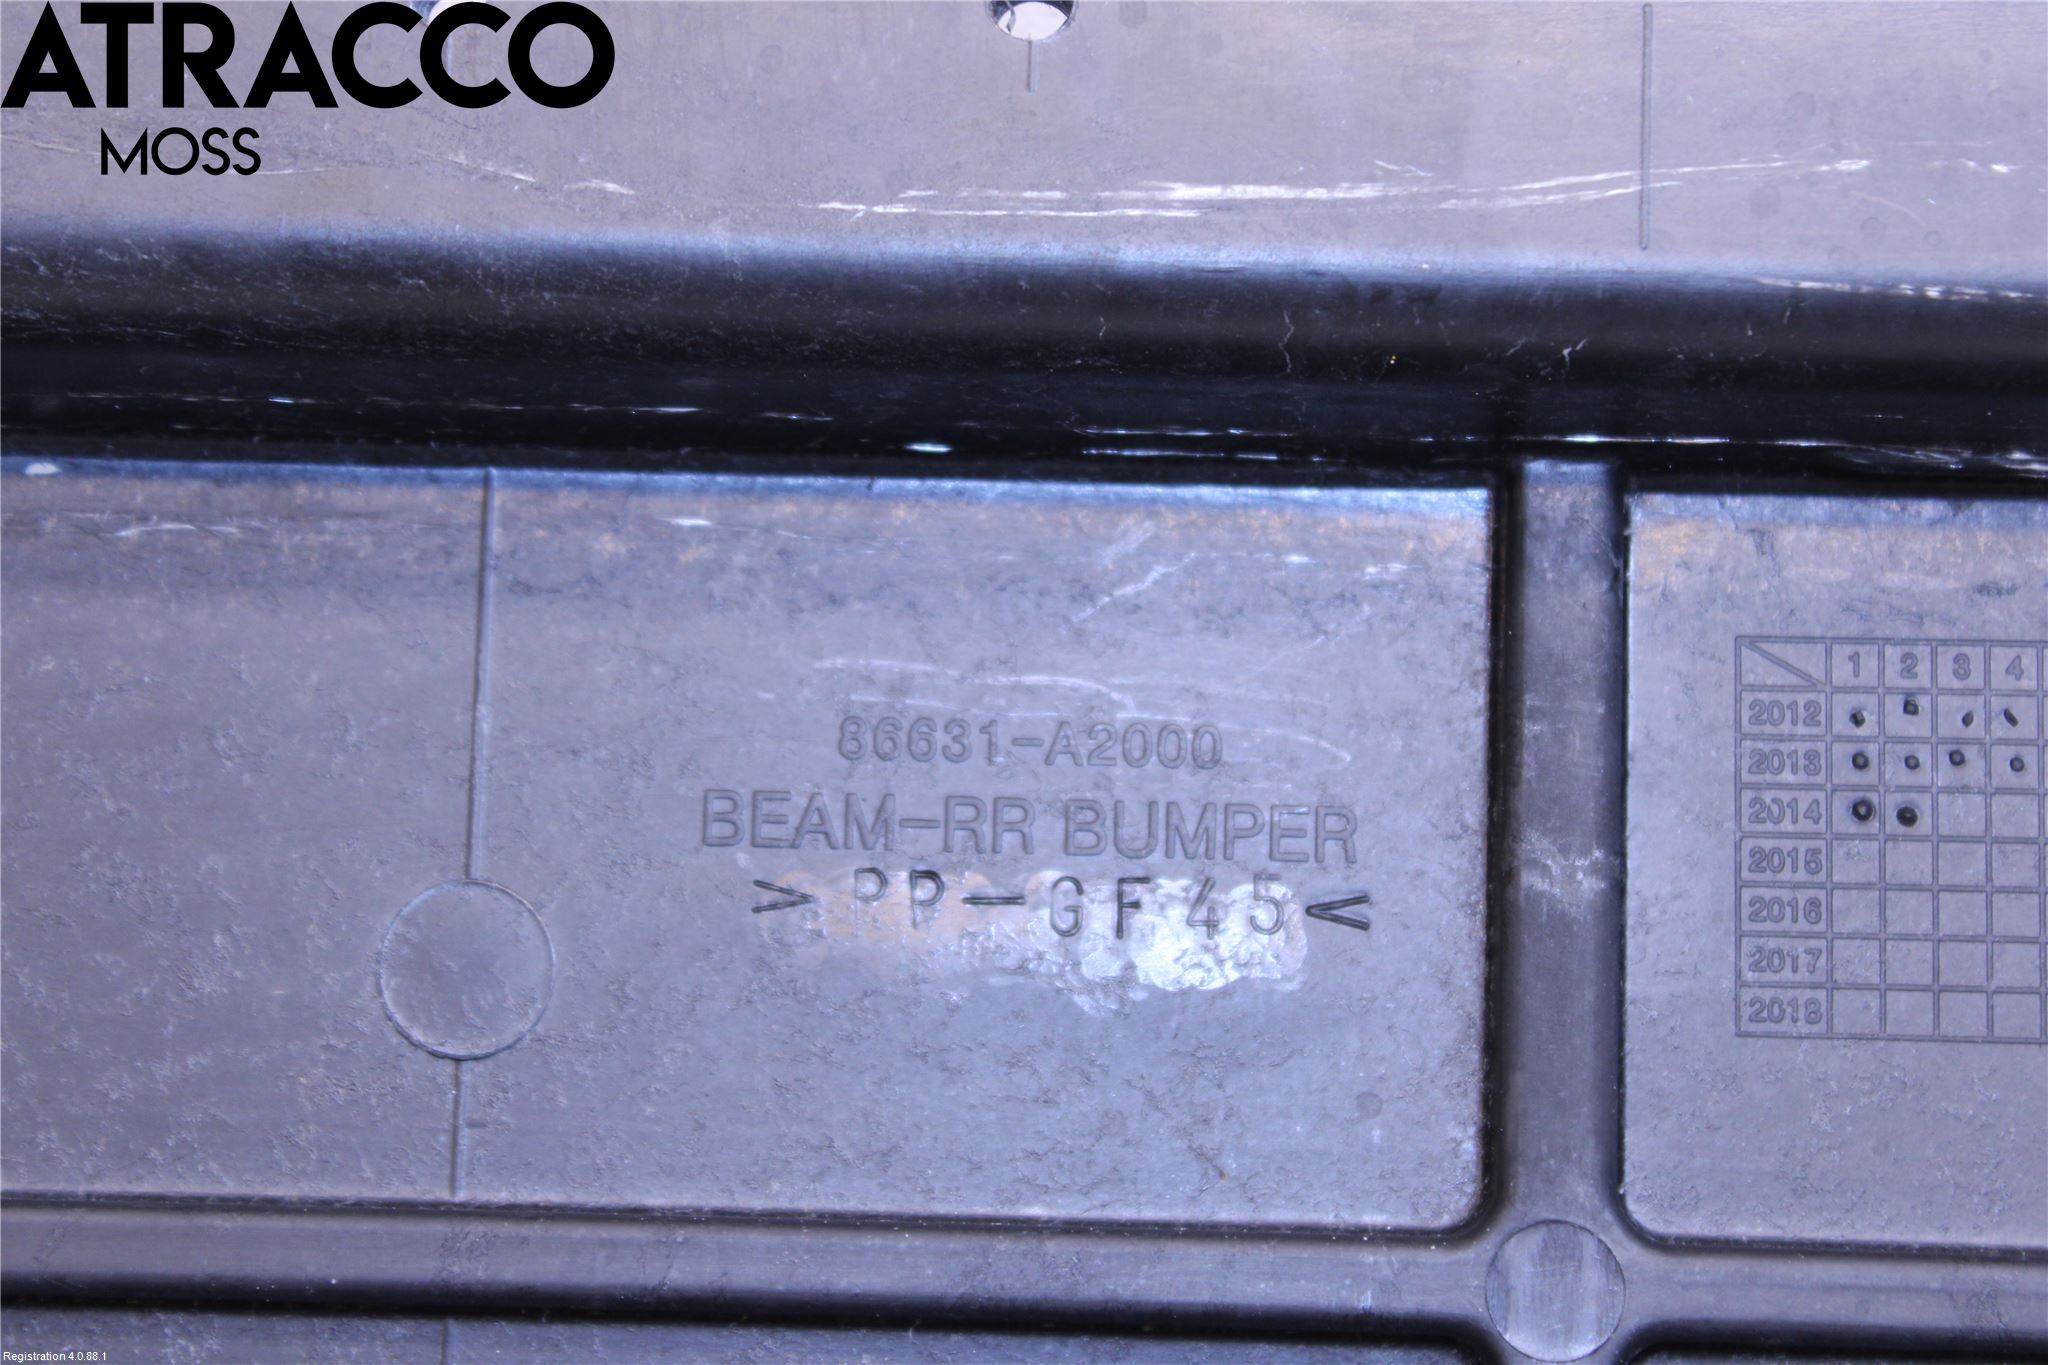 ATRACCO
MOSS
86631-A2000
BEAM-RR BUMPER
>PP-GF45<
1 2 3 4
2012
2013
2014
2015
2016
2017
2018
Registration 4.0.88.1